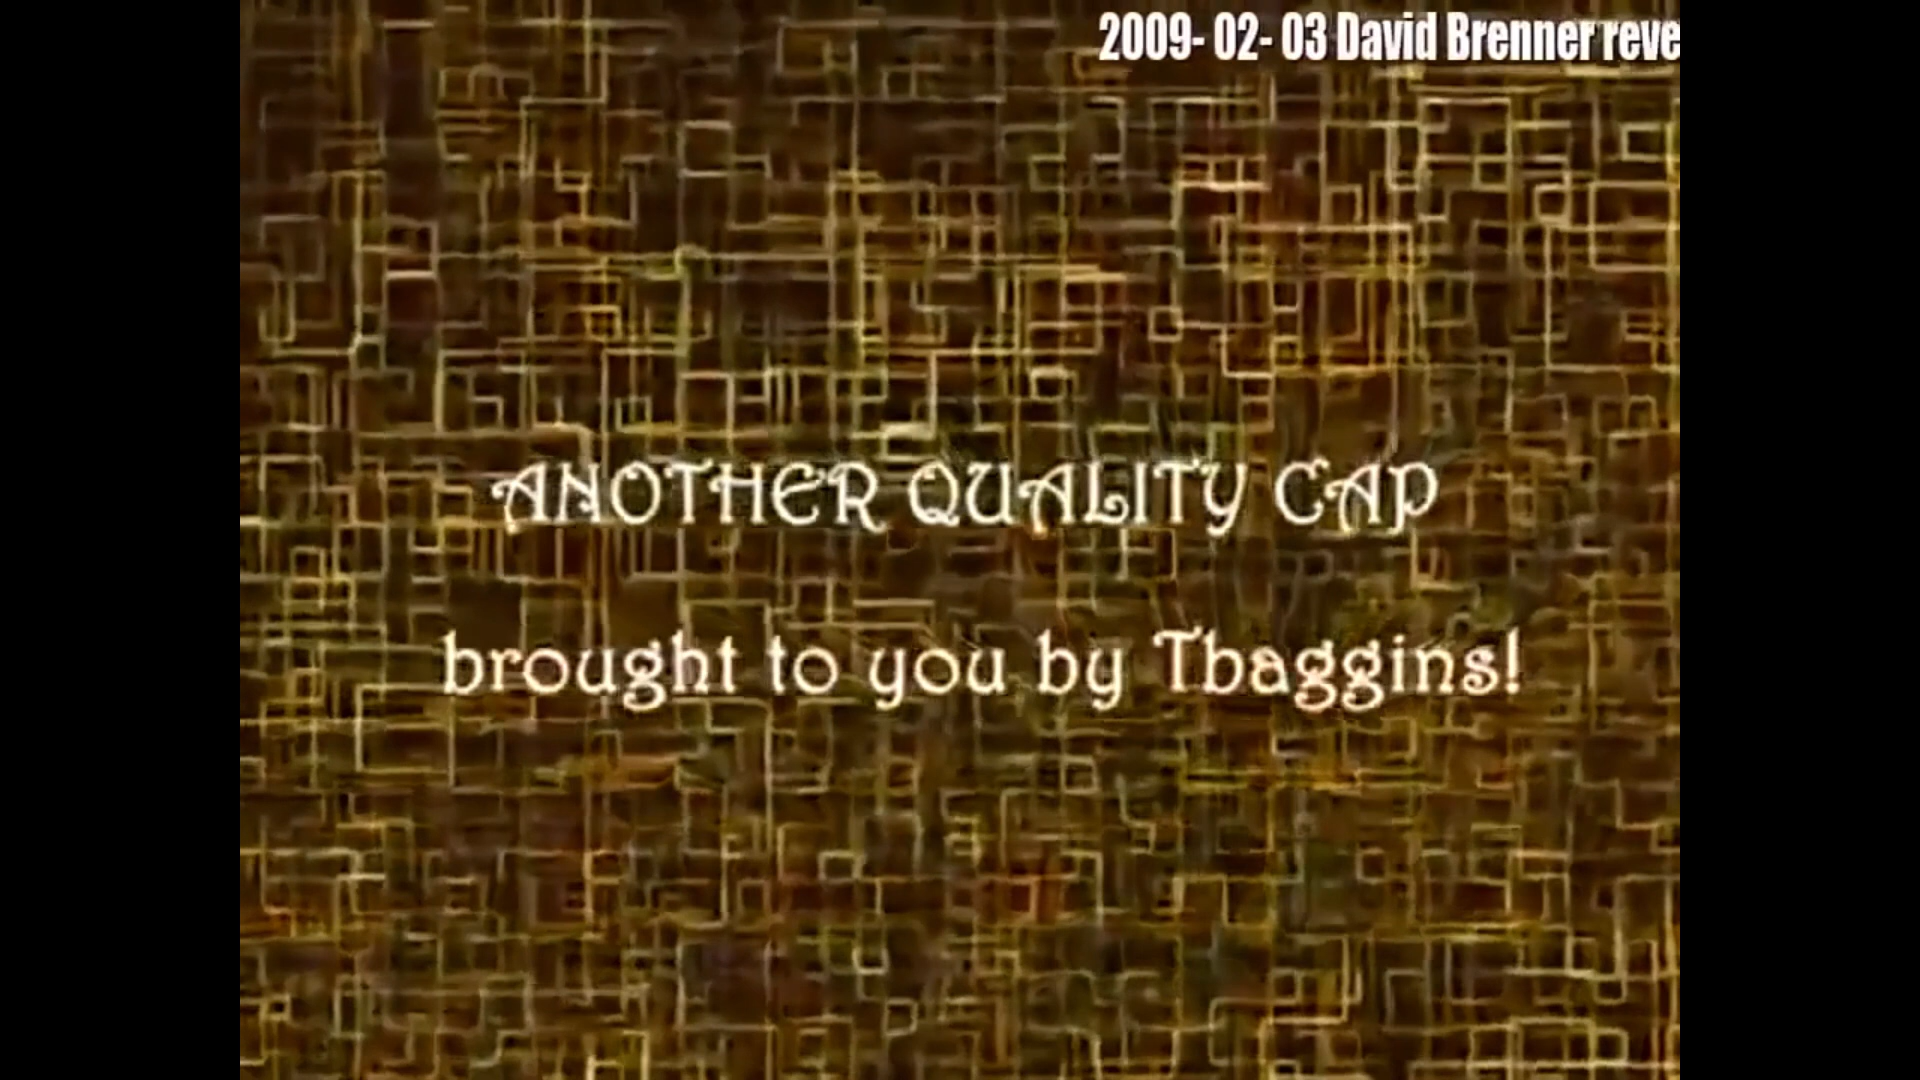 2009- 02- 03 David Brenner reve
ANOTHER QUALITY CAP
brought to you by Tbaggins!